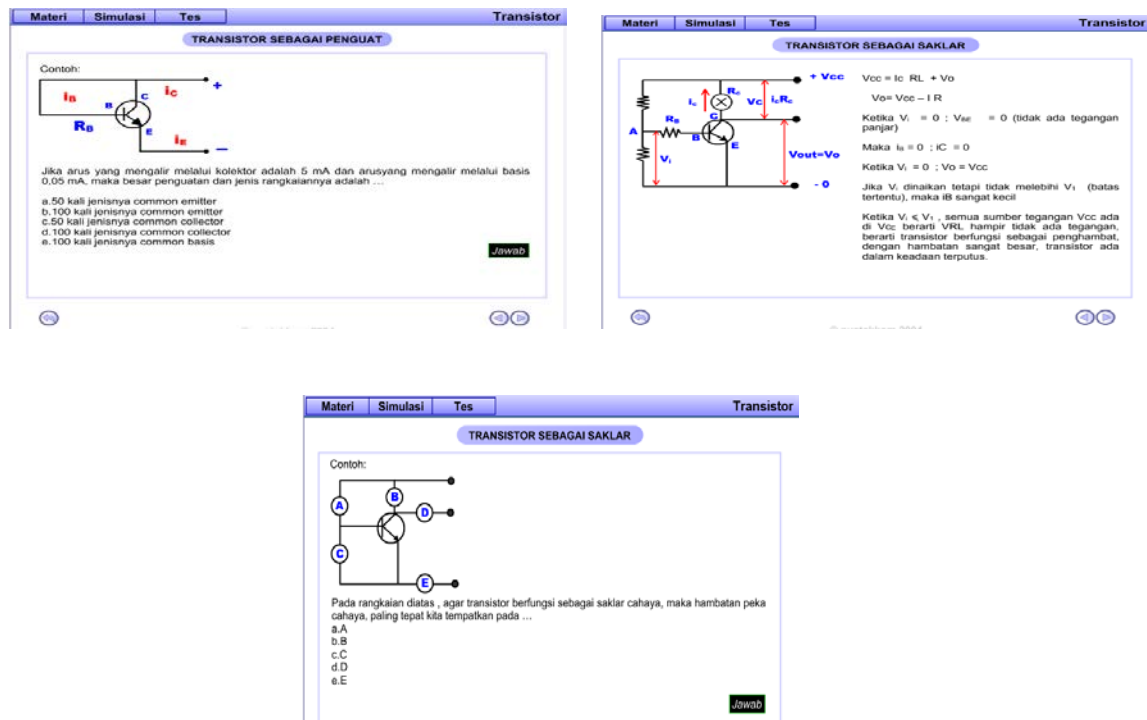 Materi Simulasi Tes Transistor
TRANSISTOR SEBAGAI PENGUAT
Contoh:
iB B C iC +
RB E
iE −
Jika arus yang mengalir melalui kolektor adalah 5 mA dan arusyang mengalir melalui basis
0,05 mA, maka besar penguatan dan jenis rangkaiannya adalah ...
a.50 kali jenisnya common emitter
b.100 kali jenisnya common emitter
c.50 kali jenisnya common collector
d.100 kali jenisnya common collector
e.100 kali jenisnya common basis
Jawab
Materi Simulasi Tes Transistor
TRANSISTOR SEBAGAI SAKLAR
+ Vcc
ic Rc Vc icRc
A RB B C E
Vi Vout=Vo
- 0
Vcc = Ic RL + Vo
Vo= Vcc – I R
Ketika Vi = 0 ; VBE = 0 (tidak ada tegangan
panjar)
Maka iB = 0 ; iC = 0
Ketika Vi = 0 ; Vo = Vcc
Jika Vi dinaikan tetapi tidak melebihi V1 (batas
tertentu), maka iB sangat kecil
Ketika Vi ⩽ V1 , semua sumber tegangan Vcc ada
di Vce berarti VRL hampir tidak ada tegangan,
berarti transistor berfungsi sebagai penghambat,
dengan hambatan sangat besar, transistor ada
dalam keadaan terputus.
Materi Simulasi Tes Transistor
TRANSISTOR SEBAGAI SAKLAR
Contoh:
A B D
C
E
Pada rangkaian diatas , agar transistor berfungsi sebagai saklar cahaya, maka hambatan peka
cahaya, paling tepat kita tempatkan pada ...
a.A
b.B
c.C
d.D
e.E
Jawab